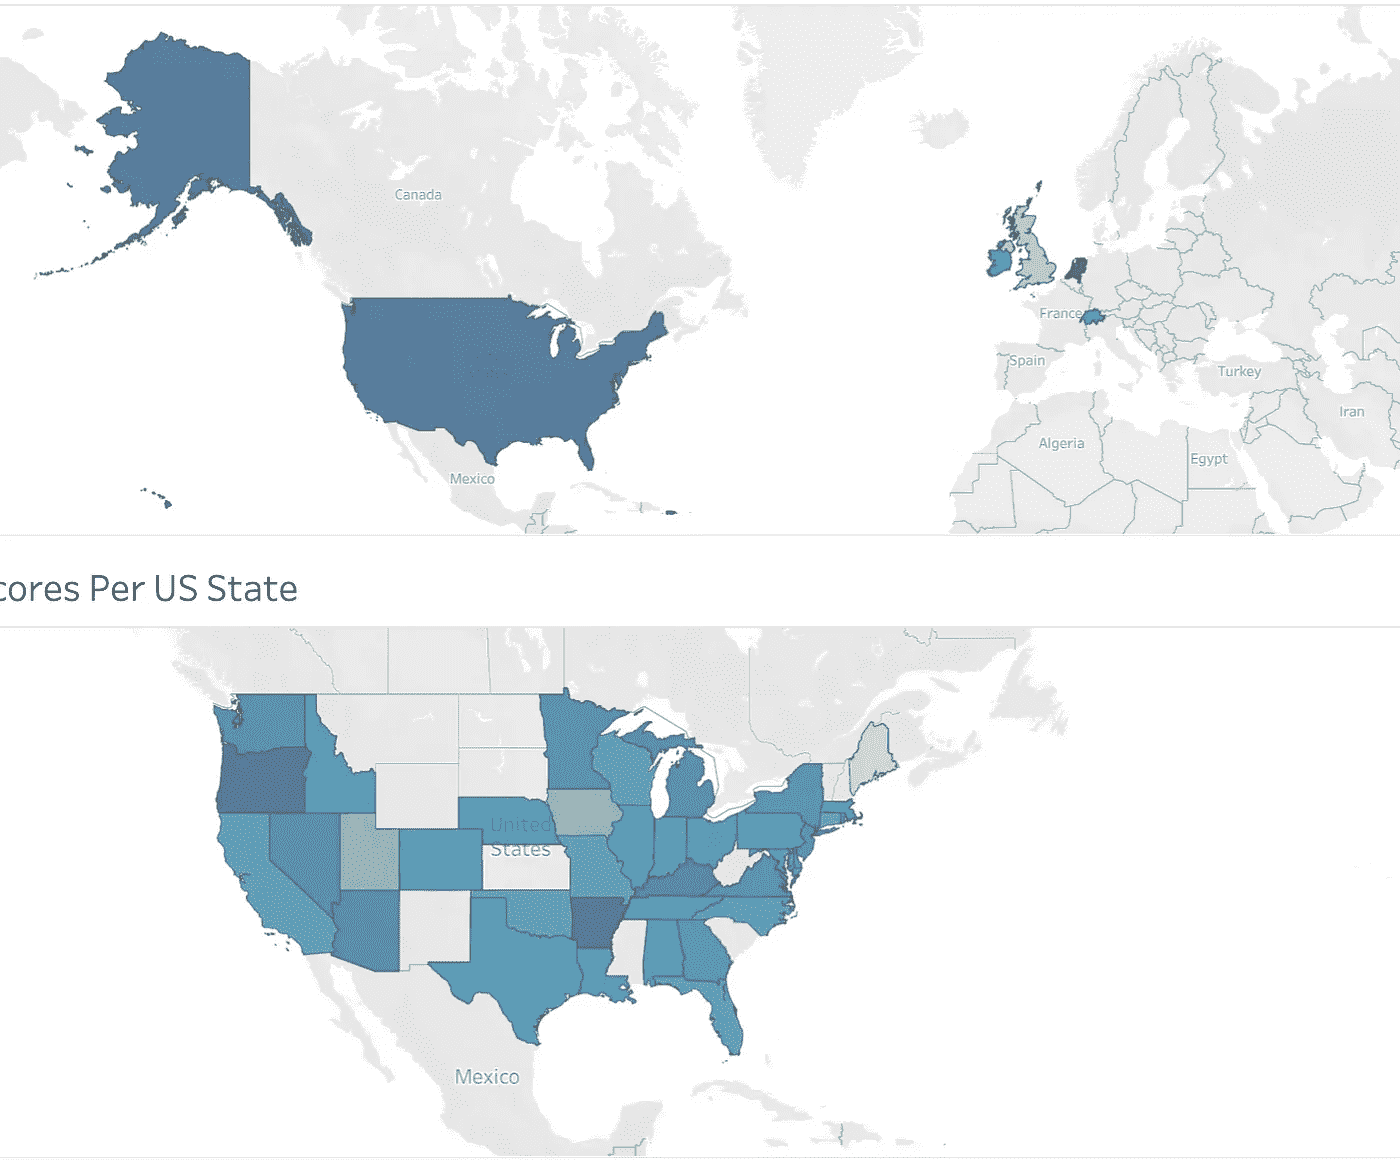 Canada
France
Spain
Turkey
Iran
Algeria
Egypt
Mexico
cores Per US State
United
States
Mexico